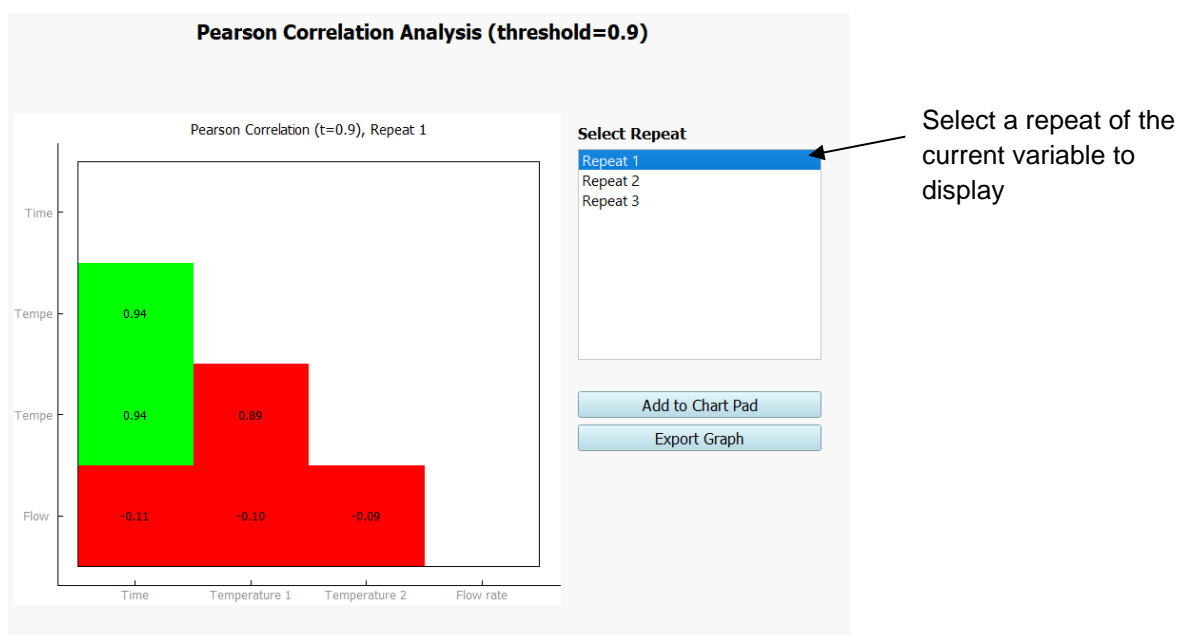 Pearson Correlation Analysis (threshold=0.9)
Pearson Correlation (t=0.9), Repeat 1
Time
Tempe
0.94
Tempe
0.94
0.89
Flow
-0.11
-0.10
-0.09
Time
Temperature 1
Temperature 2
Flow rate
Select Repeat
Repeat 1
Repeat 2
Repeat 3
Add to Chart Pad
Export Graph
Select a repeat of the
current variable to
display